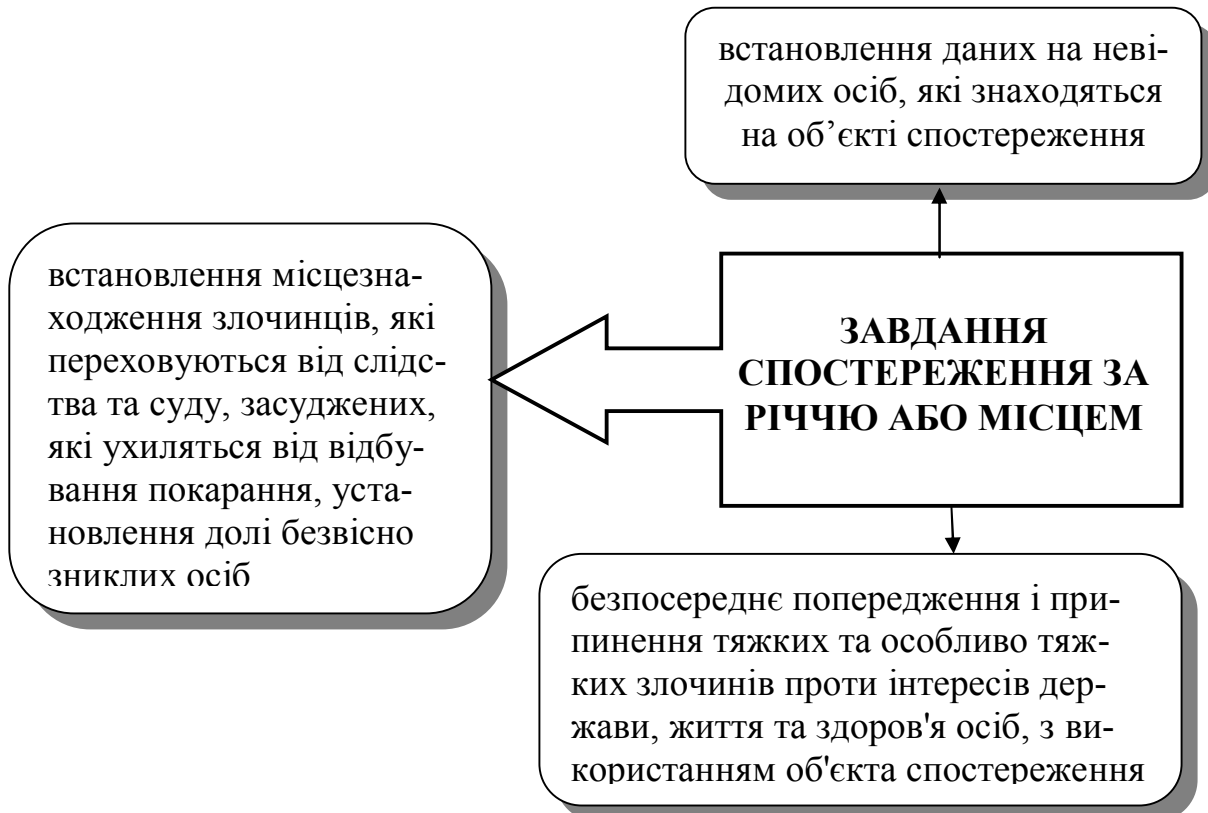 встановлення даних на неві-
домих осіб, які знаходяться
на об’єкті спостереження
встановлення місцезна-
ходження злочинців, які
переховуються від слідс-
тва та суду, засуджених,
які ухиляться від відбу-
вання покарання, уста-
новлення долі безвісно
зниклих осіб
ЗАВДАННЯ
СПОСТЕРЕЖЕННЯ ЗА
РІЧЧЮ АБО МІСЦЕМ
безпосереднє попередження і при-
пинення тяжких та особливо тяж-
ких злочинів проти інтересів дер-
жави, життя та здоров'я осіб, з ви-
користанням об'єкта спостереження